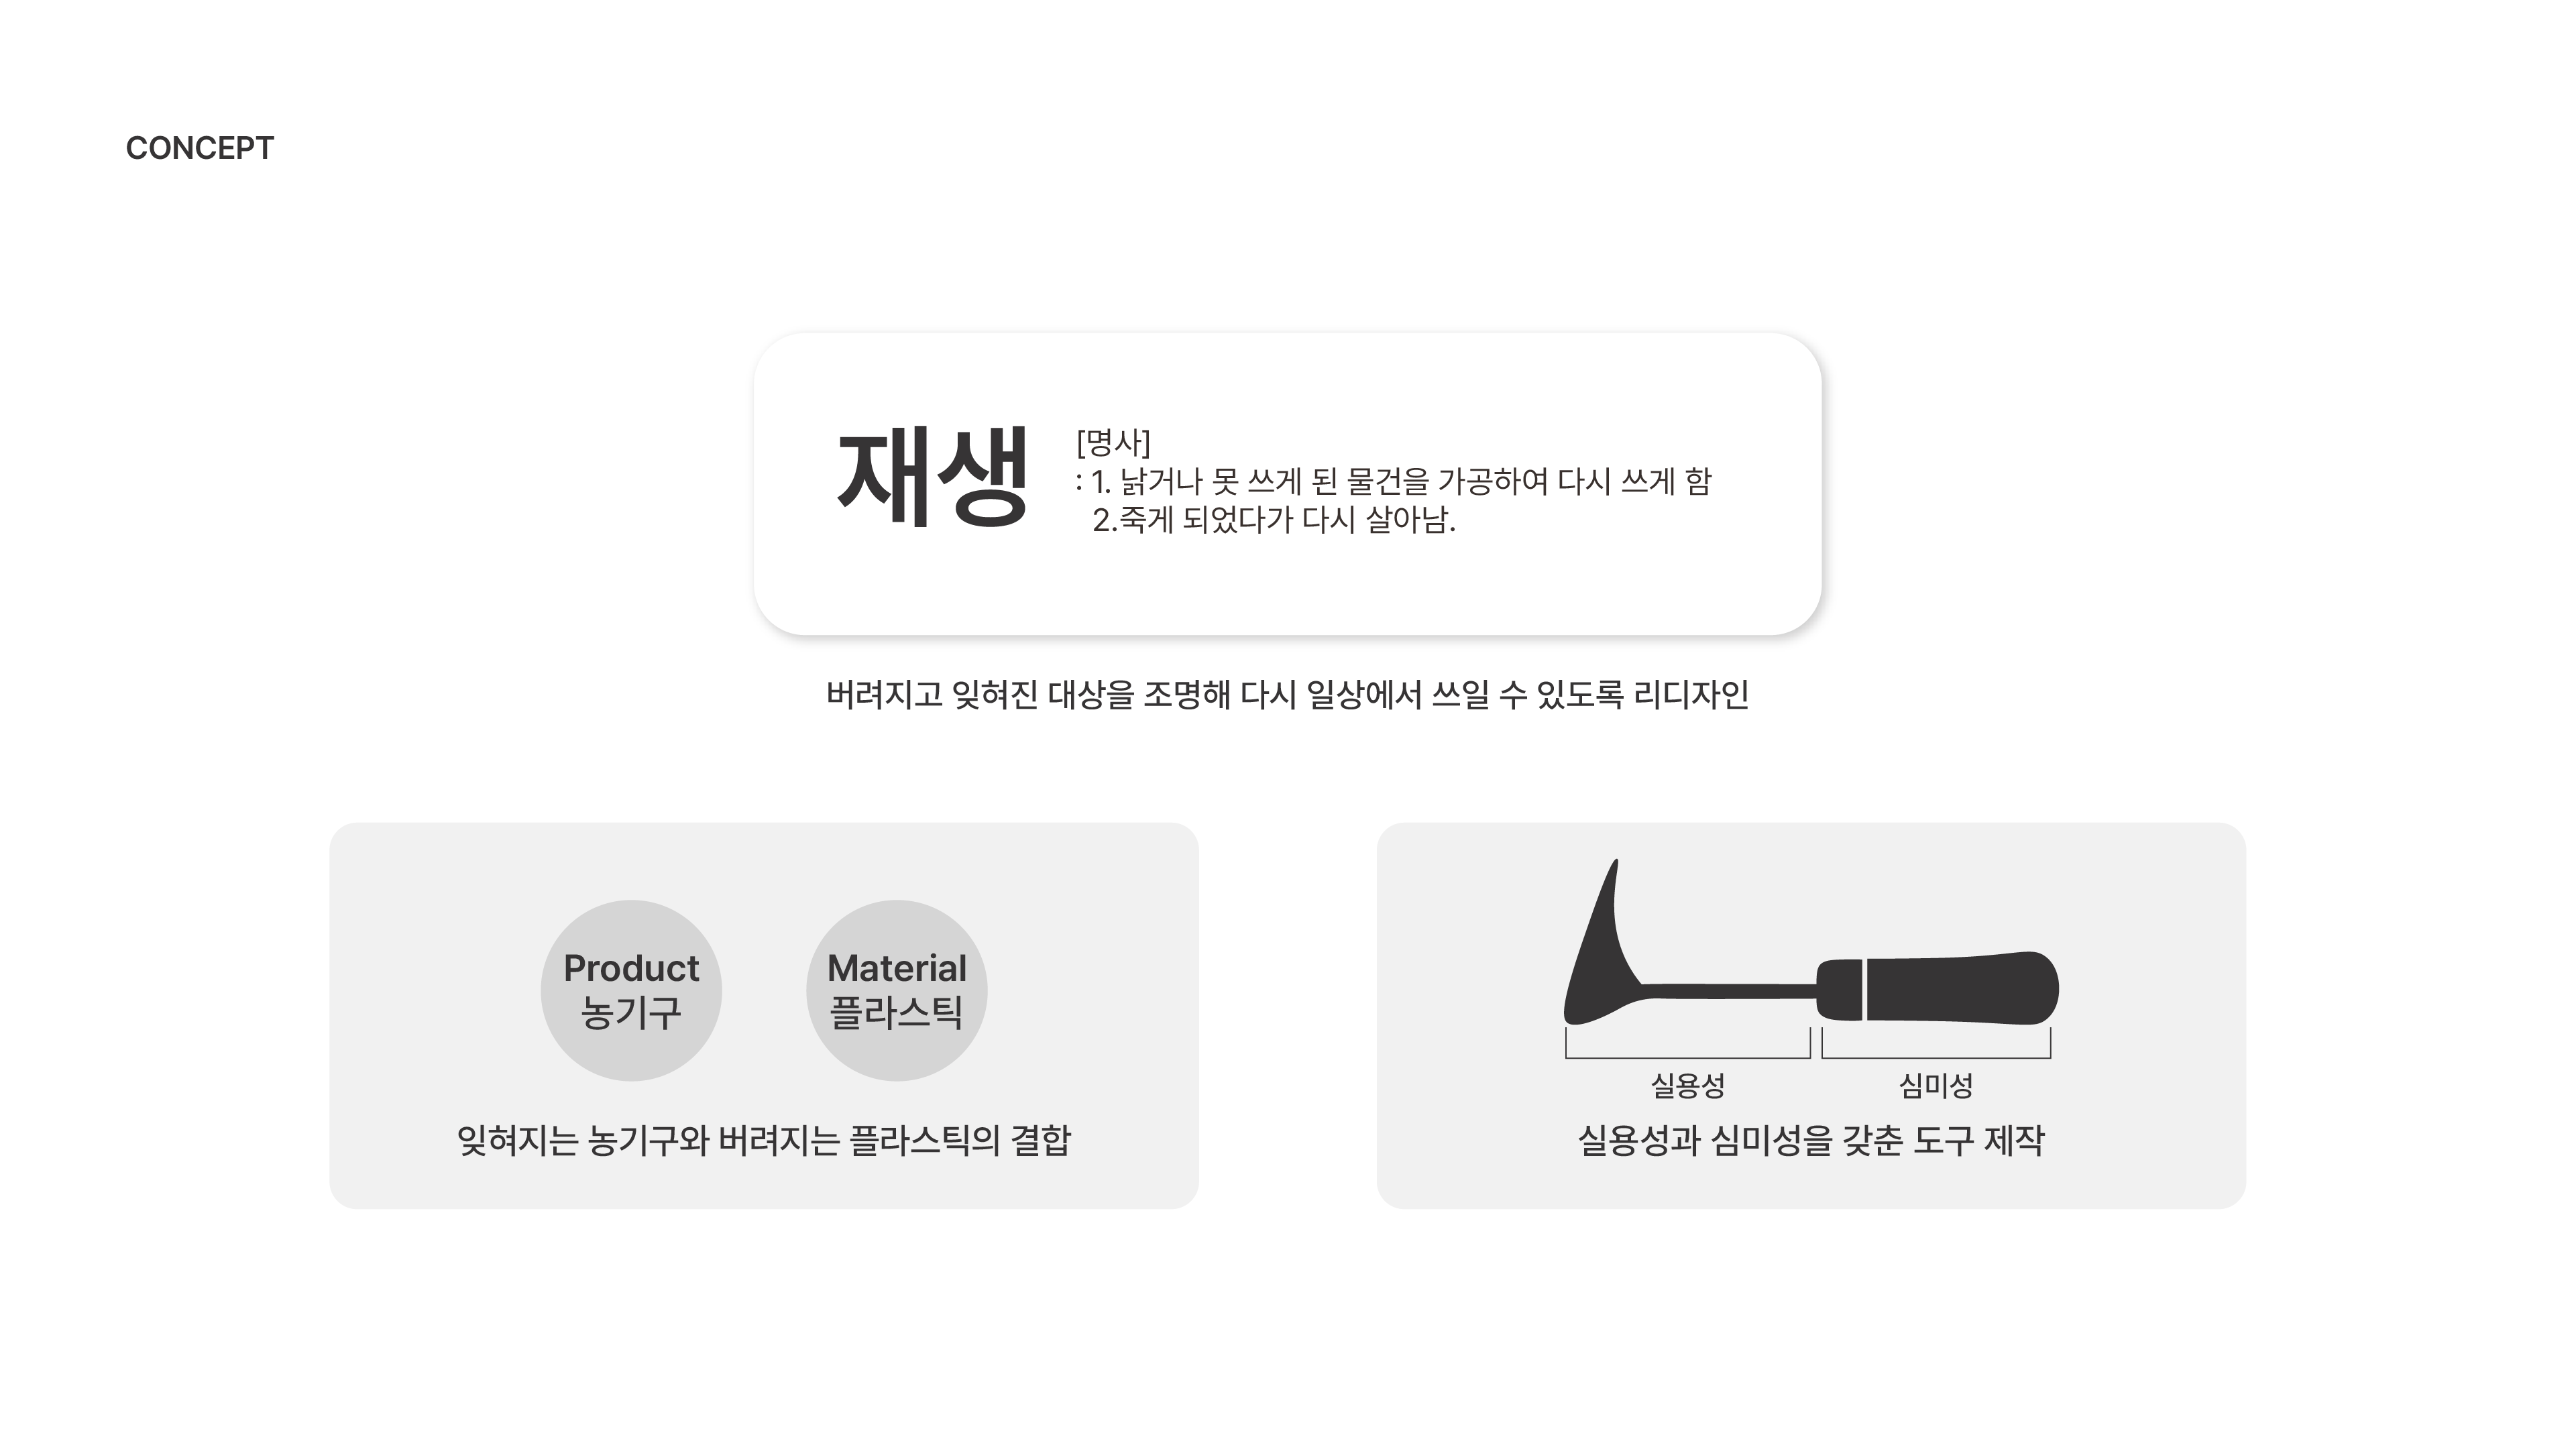 CONCEPT
재생
[명사]
: 1. 낡거나 못 쓰게 된 물건을 가공하여 다시 쓰게 함
2.죽게 되었다가 다시 살아남.
버려지고 잊혀진 대상을 조명해 다시 일상에서 쓰일 수 있도록 리디자인
Product
농기구
Material
플라스틱
잊혀지는 농기구와 버려지는 플라스틱의 결합
실용성
심미성
실용성과 심미성을 갖춘 도구 제작